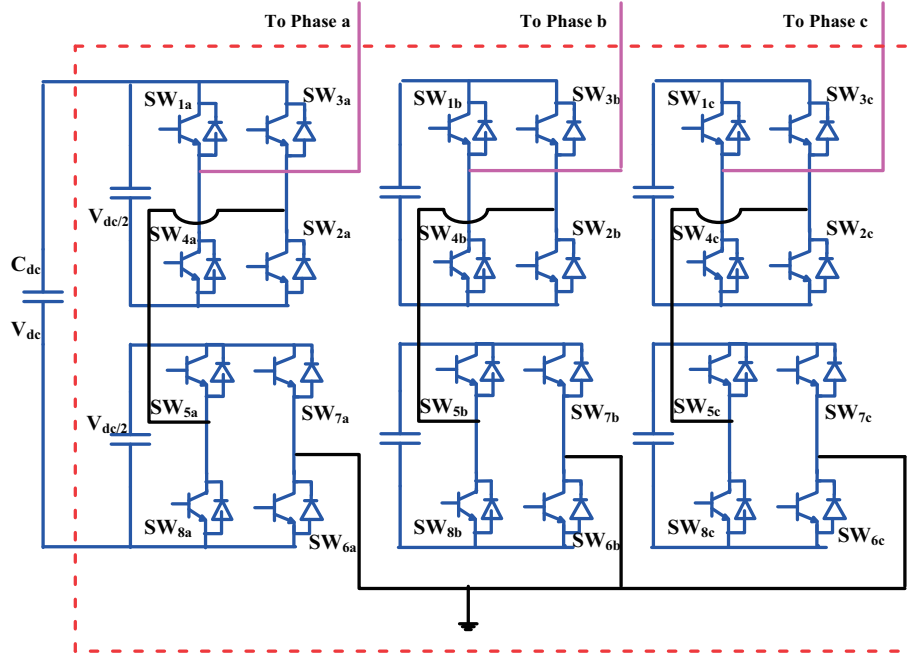 To Phase a
To Phase b
To Phase c
SW1a
SW3a
SW1b
SW3b
SW1c
SW3c
Vdc/2
SW4a
SW2a
SW4b
SW2b
SW4c
SW2c
Cdc
Vdc
SW5a
SW7a
SW5b
SW7b
SW5c
SW7c
Vdc/2
SW8a
SW6a
SW8b
SW6b
SW8c
SW6c